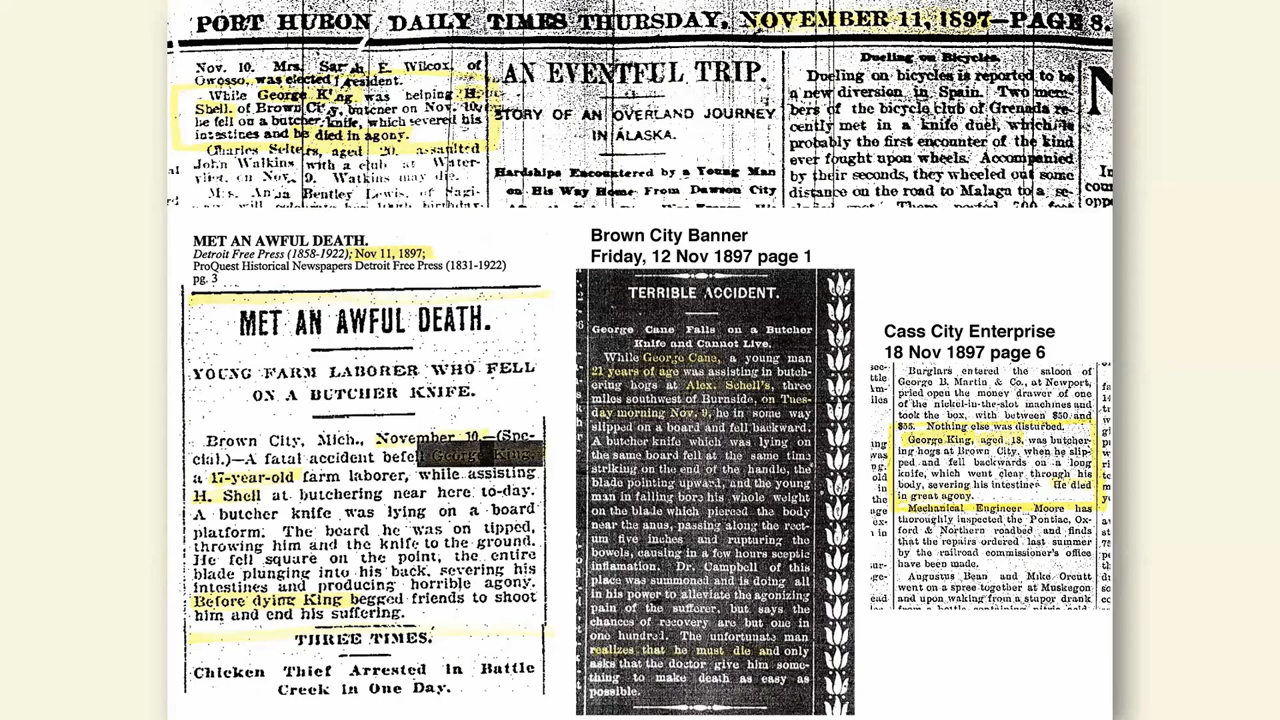 PORT HURON DAILY TIMES THURSDAY, NOVEMBER 11, 1897—PAGE 8.
Nov. 10. Mrs. Sarah E. Wilcox, of
Owosso, was elected president.
While George King was helping H.
Shell, of Brown City, butcher on Nov. 10,
he fell on a butcher knife, which severed his
intestines and he died in agony.
Charles Selters, aged 20, assaulted
John Watkins with a club at Water-
vliet, on Nov. 9. Watkins may die.
Mrs. Anna Bentley Lewis, of Sagi-
will celebrate her 100th birthday
AN EVENTFUL TRIP.
STORY OF AN OVERLAND JOURNEY
IN ALASKA.
Hardships Encountered by a Young Man
on His Way Home From Dawson City
Dueling on Bicycles.
Dueling on bicycles is reported to be
a new diversion in Spain. Two mem-
bers of the bicycle club of Grenada re-
cently met in a knife duel, which is
probably the first encounter of the kind
ever fought upon wheels. Accompanied
by their seconds, they wheeled out some
distance on the road to Malaga to a se-
N
In
cou
oppo
MET AN AWFUL DEATH.
Detroit Free Press (1858-1922); Nov 11, 1897;
ProQuest Historical Newspapers Detroit Free Press (1831-1922)
pg. 3
MET AN AWFUL DEATH.
YOUNG FARM LABORER WHO FELL
ON A BUTCHER KNIFE.
Brown City, Mich., November 10.—(Spe-
cial.)—A fatal accident befell George King,
a 17-year-old farm laborer, while assisting
H. Shell at butchering near here to-day.
A butcher knife was lying on a board
platform. The board he was on tipped,
throwing him and the knife to the ground.
He fell square on the point, the entire
blade plunging into his back, severing his
intestines and producing horrible agony.
Before dying King begged friends to shoot
him and end his suffering.
THREE TIMES.
Chicken Thief Arrested in Battle
Creek in One Day.
Brown City Banner
Friday, 12 Nov 1897 page 1
TERRIBLE ACCIDENT.
George Cane Falls on a Butcher
Knife and Cannot Live.
While George Cane, a young man
21 years of age was assisting in butch-
ering hogs at Alex. Schell's, three
miles southwest of Burnside, on Tues-
day morning Nov. 9, he in some way
slipped on a board and fell backward.
A butcher knife which was lying on
the same board fell at the same time
striking on the end of the handle, the
blade pointing upward, and the young
man in falling bore his whole weight
on the blade which pierced the body
near the anus, passing along the rect-
um five inches and rupturing the
bowels, causing in a few hours sceptic
inflamation. Dr. Campbell of this
place was summoned and is doing all
in his power to alleviate the agonizing
pain of the sufferer, but says the
chances of recovery are but one in
one hundred. The unfortunate man
realizes that he must die and only
asks that the doctor give him some-
thing to make death as easy as
possible.
Cass City Enterprise
18 Nov 1897 page 6
Burglars entered the saloon of
George B. Martin & Co., at Newport,
pried open the money drawer of one
of the nickel-in-the-slot machines and
took the box, with between $50 and
$55. Nothing else was disturbed.
George King, aged 18, was butcher-
ing hogs at Brown City, when he slip-
ped and fell backwards on a long
knife, which went clear through his
body, severing his intestines. He died
in great agony.
Mechanical Engineer Moore has
thoroughly inspected the Pontiac, Ox-
ford & Northern roadbed and finds
that the repairs ordered last summer
by the railroad commissioner's office
have been made.
Augustus Bean and Mike Orcutt
went on a spree together at Muskegon
and upon waking from a stupor drank